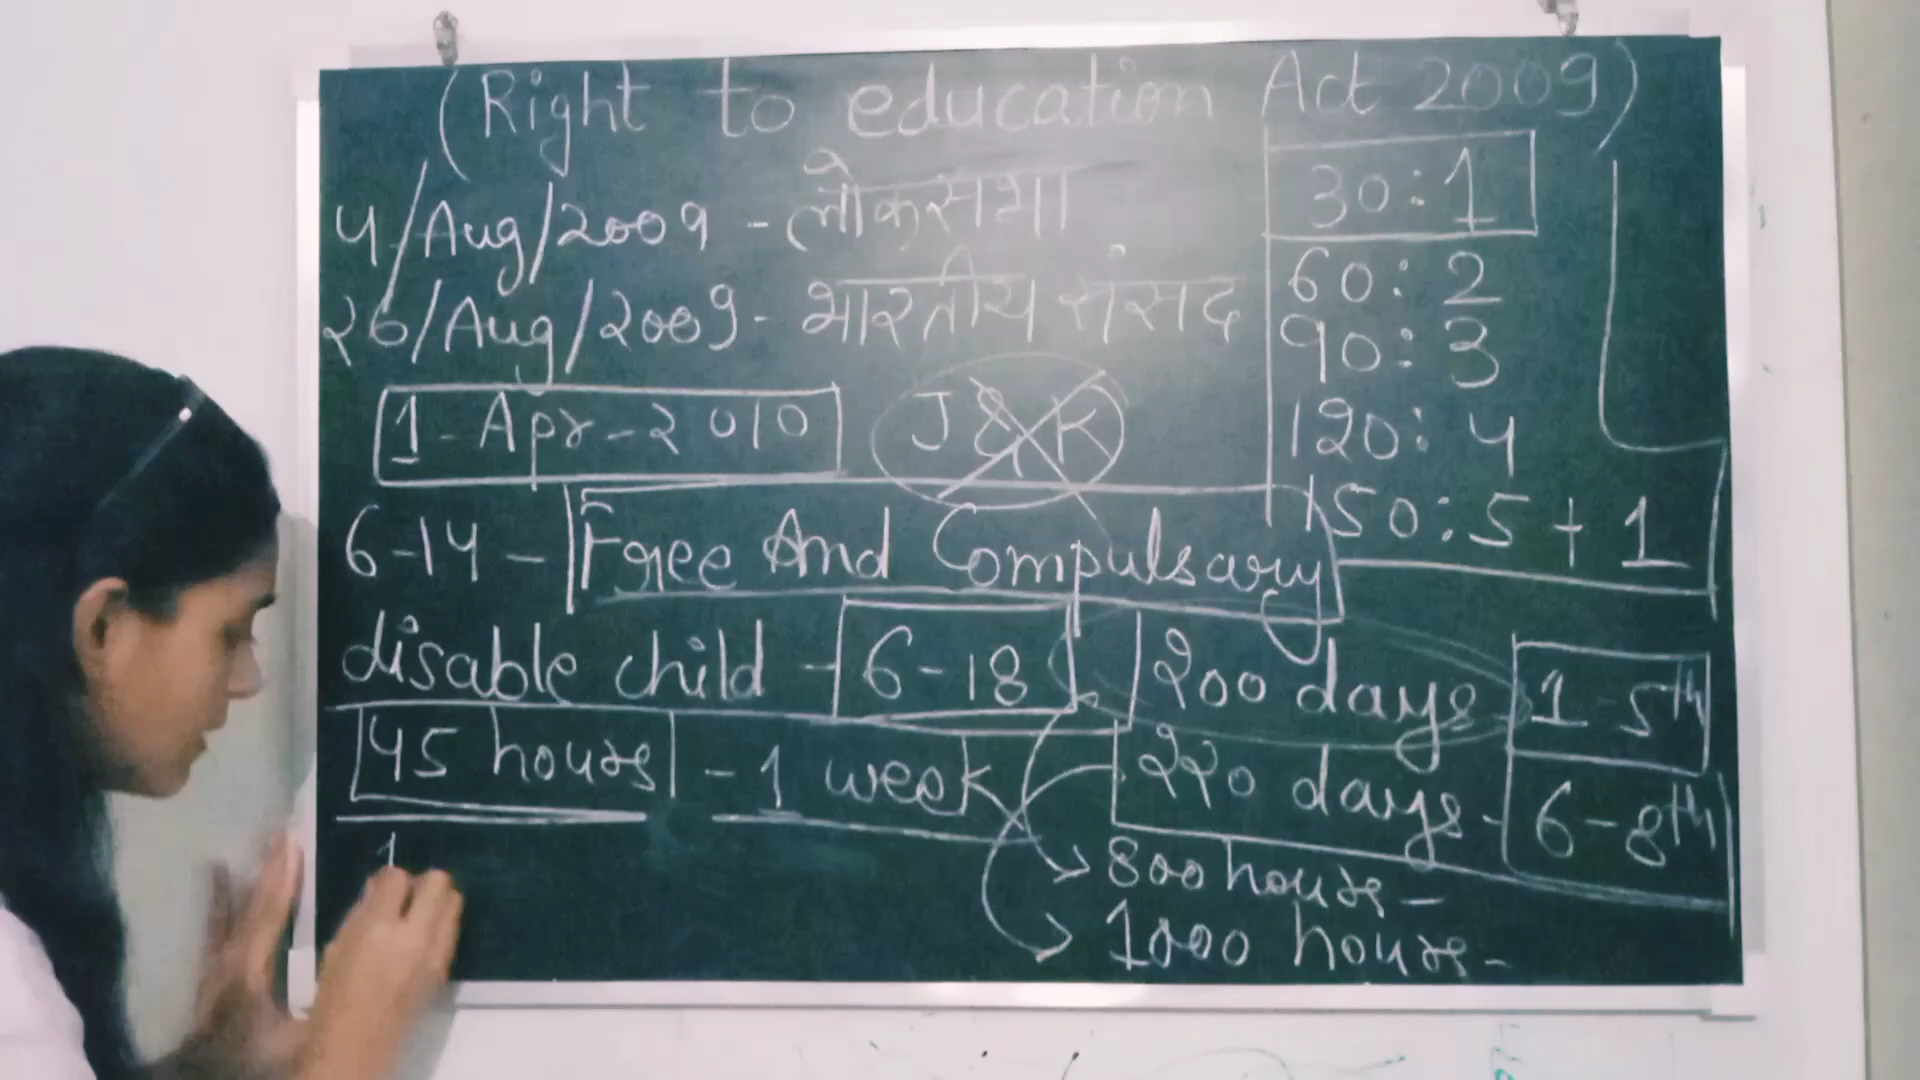 (Right to education Act 2009)
4/Aug/2009 - लोकसभा
26/Aug/2009 - भारतीय संसद
1 - Apr - 2010
J & K
30 : 1
60 : 2
90 : 3
120 : 4
150 : 5 + 1
6-14 - Free And Compulsary
disable child - 6-18
200 days 1 - 5th
45 hours - 1 week
220 days - 6 - 8th
800 hours -
1000 hours -
1